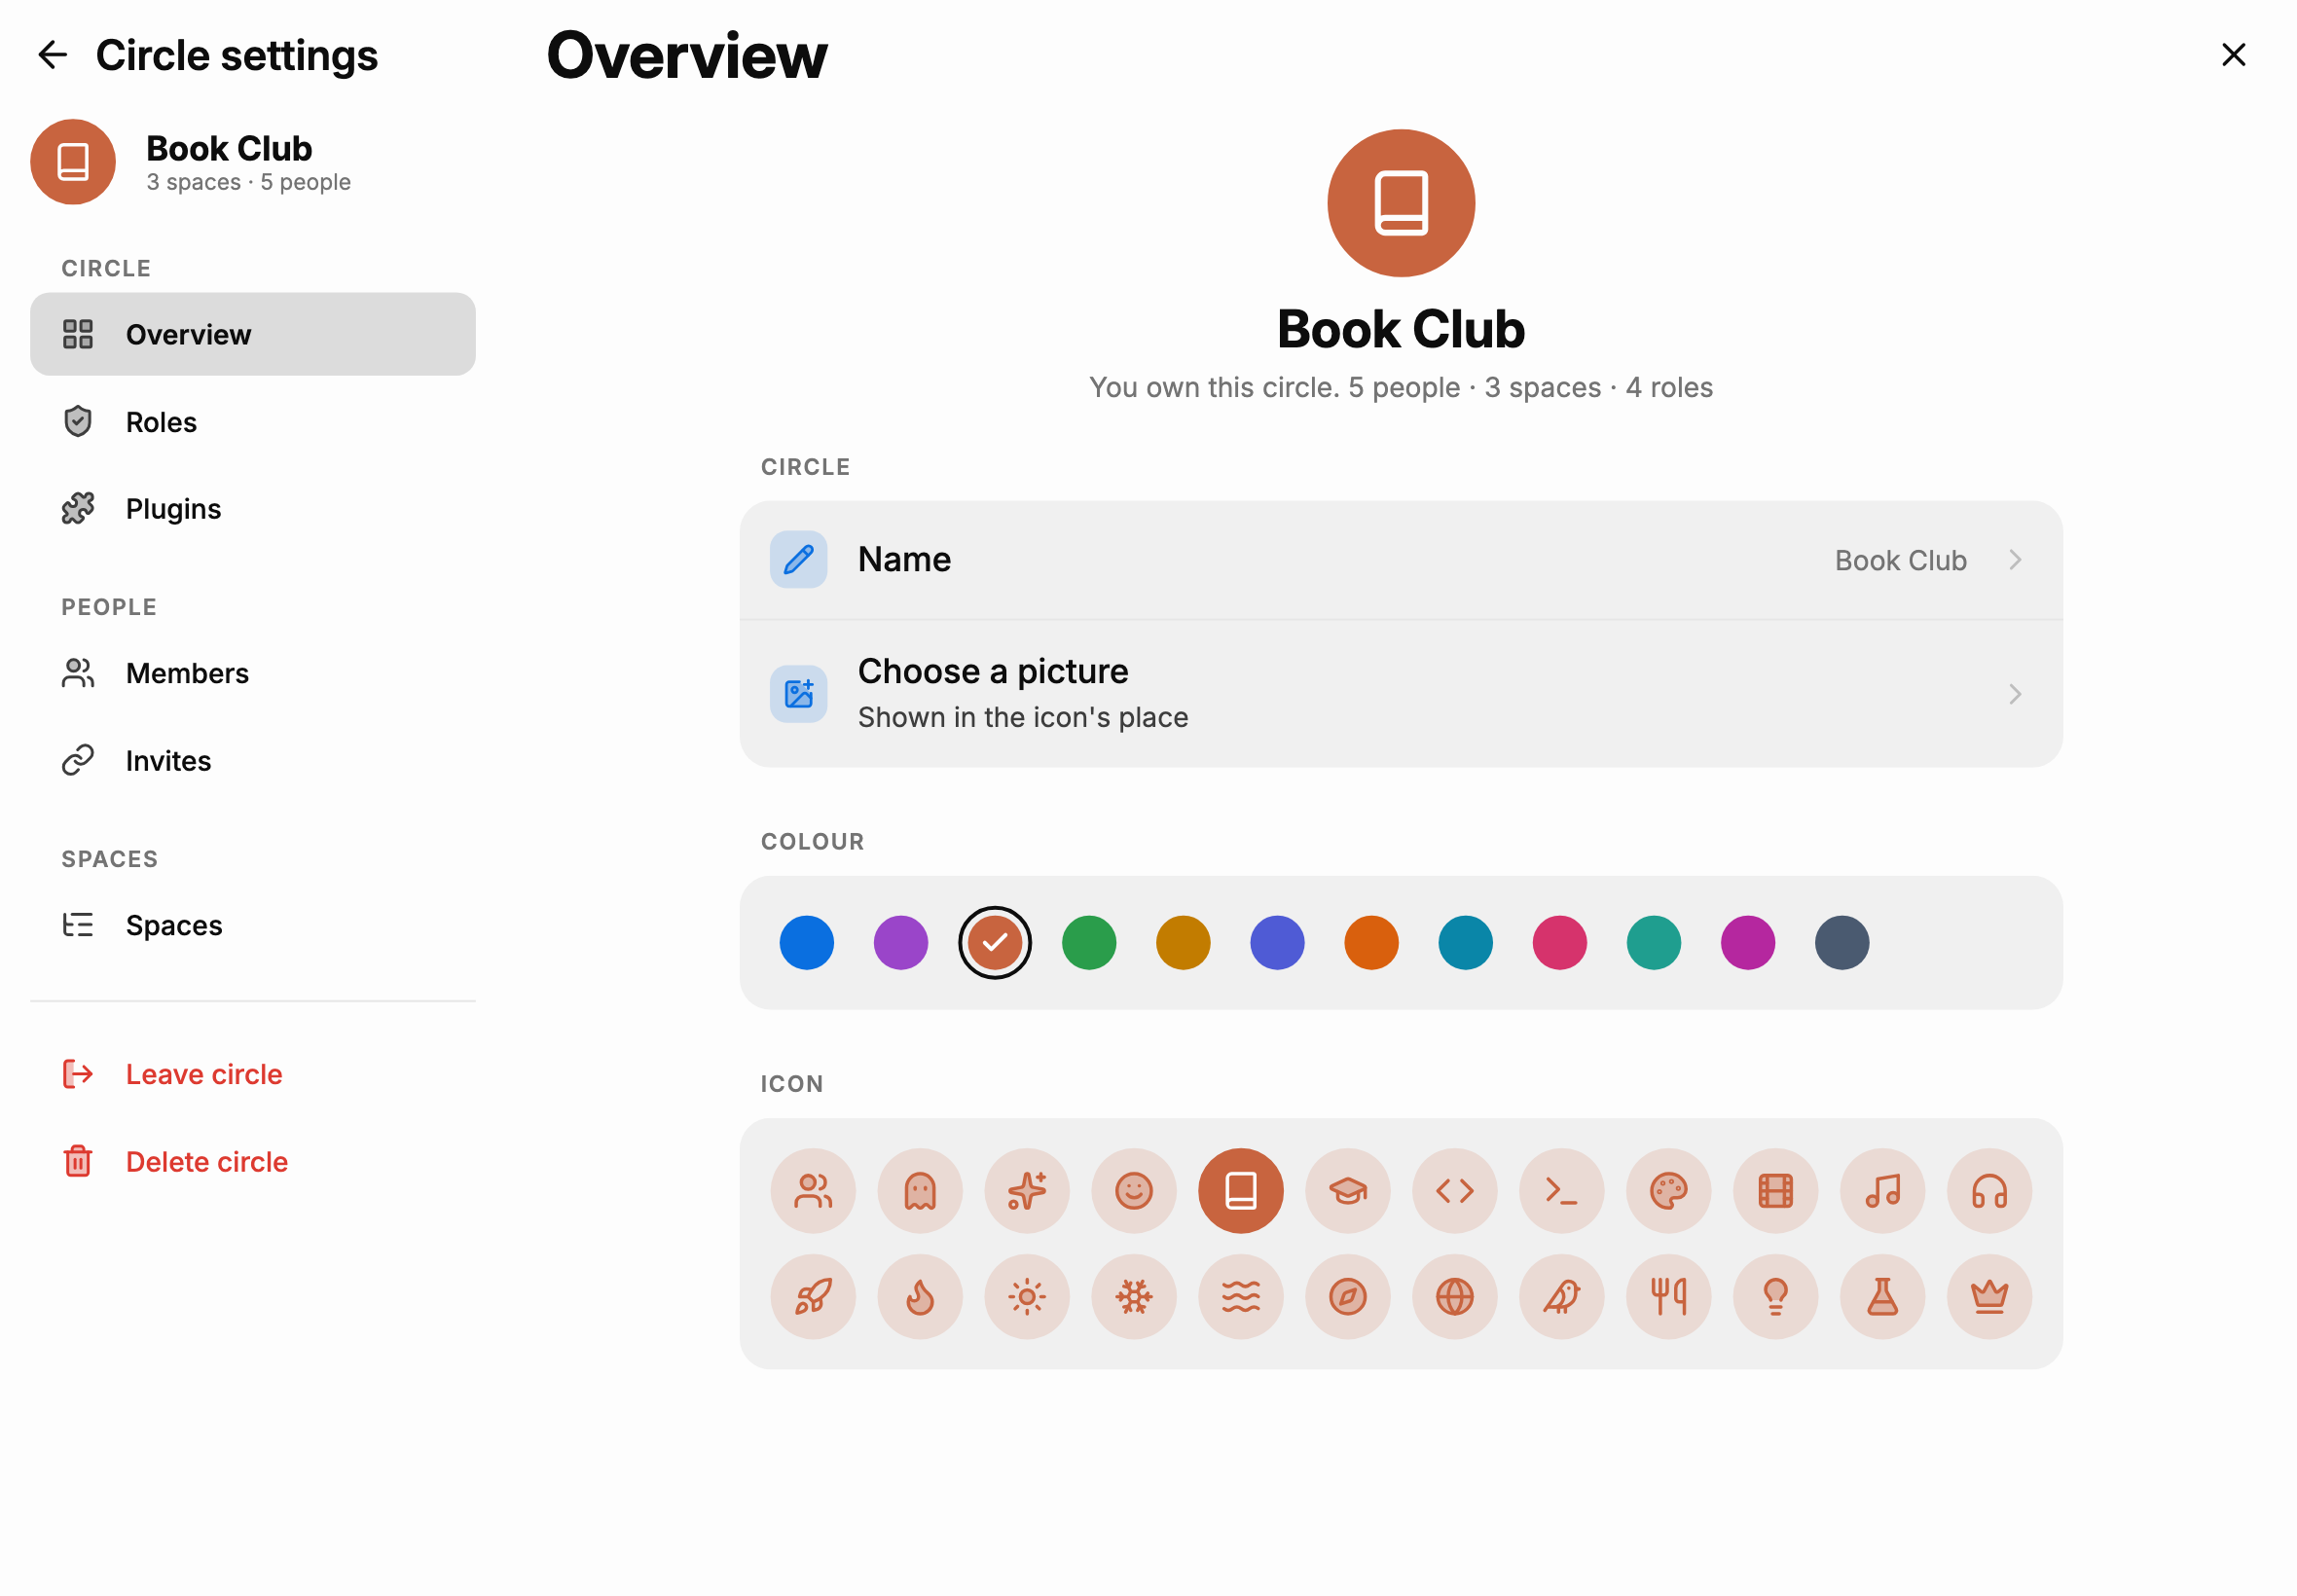 Circle settings
Book Club
3 spaces · 5 people
CIRCLE
Overview
Roles
Plugins
PEOPLE
Members
Invites
SPACES
Spaces
Leave circle
Delete circle
Overview
Book Club
You own this circle. 5 people · 3 spaces · 4 roles
CIRCLE
Name
Book Club
Choose a picture
Shown in the icon's place
COLOUR
ICON